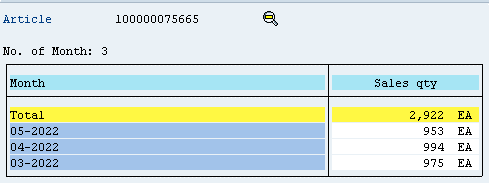 Article 100000075665
No. of Month: 3
Month Sales qty
Total 2,922 EA
05-2022 953 EA
04-2022 994 EA
03-2022 975 EA